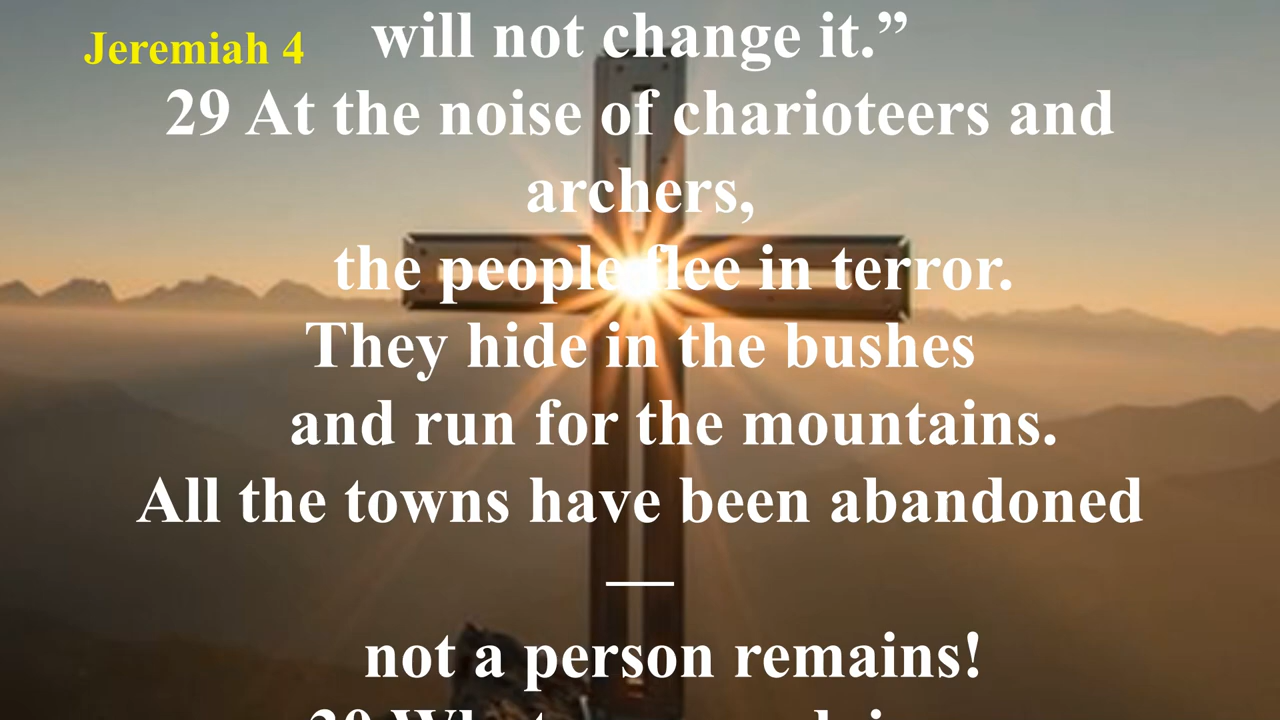 Jeremiah 4
will not change it.”
29 At the noise of charioteers and
archers,
the people flee in terror.
They hide in the bushes
and run for the mountains.
All the towns have been abandoned
—
not a person remains!
30 What